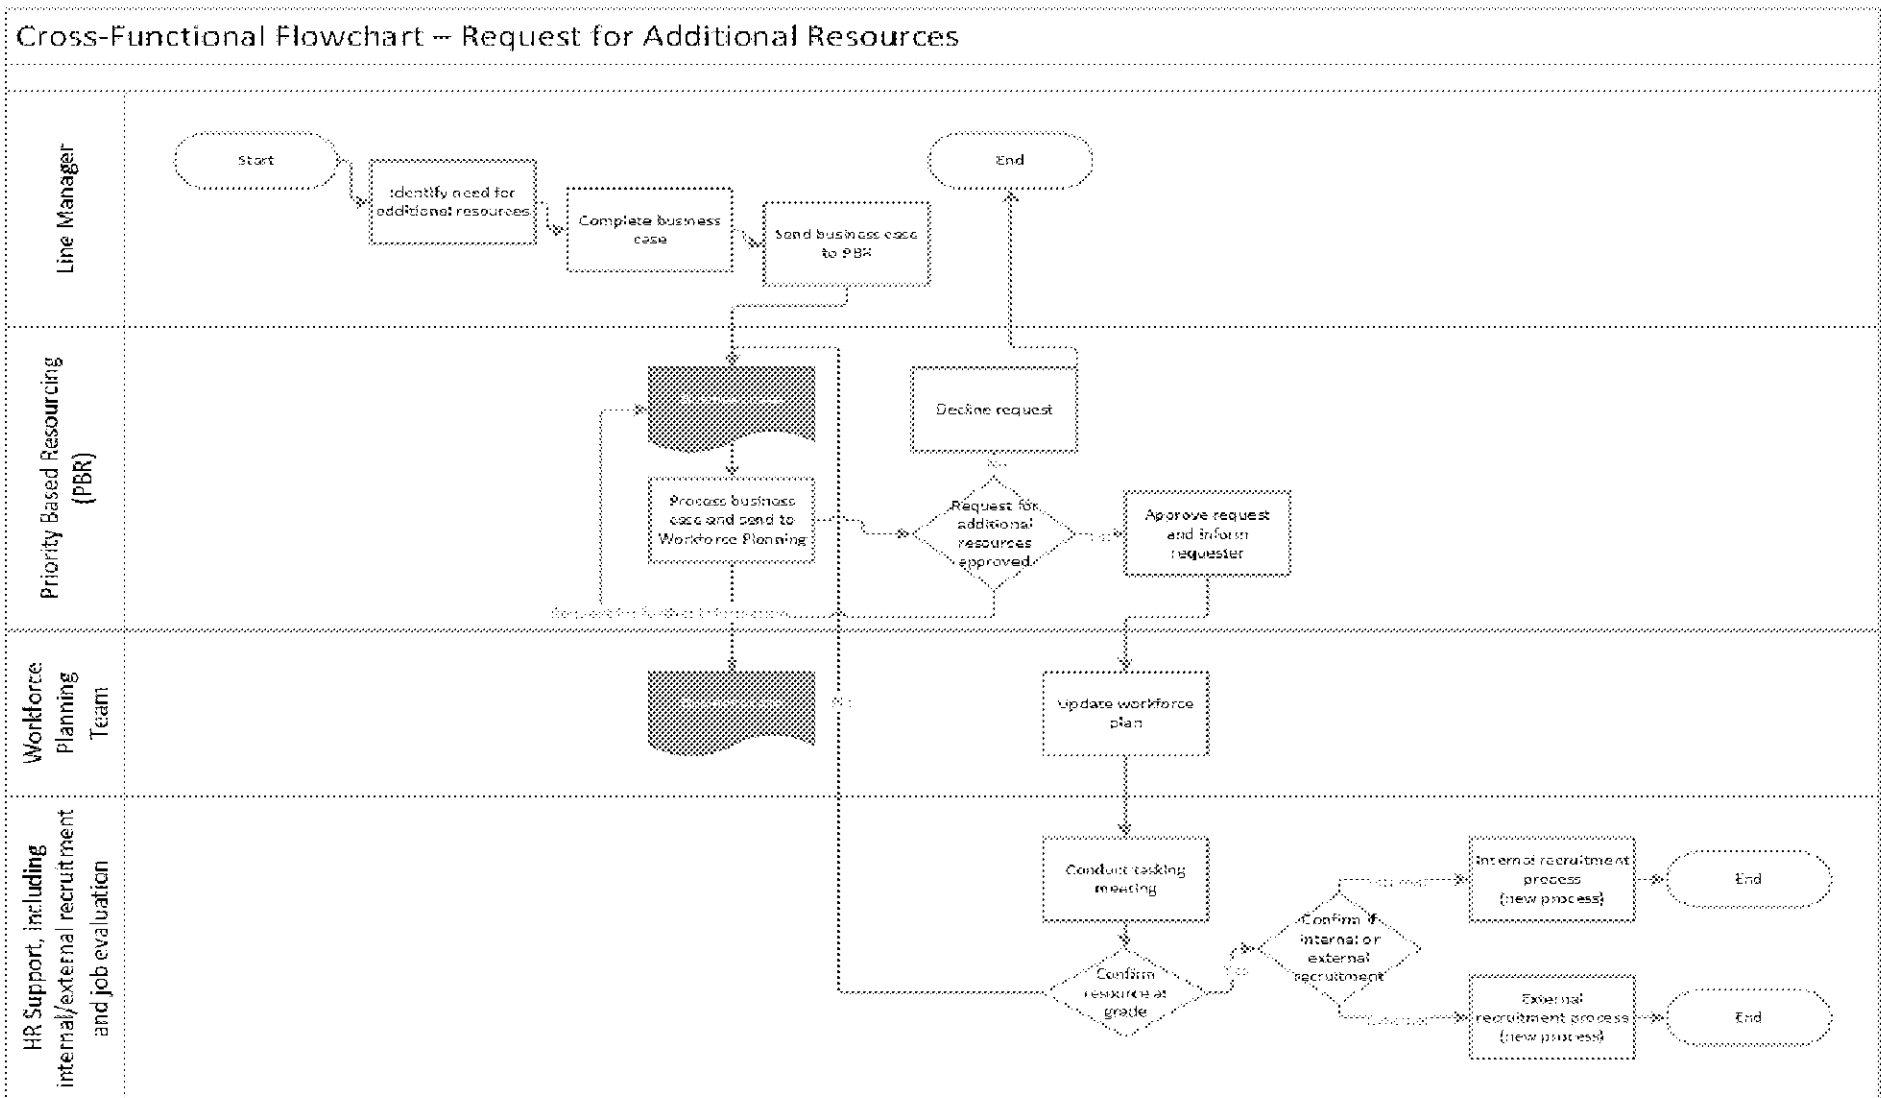 Cross-Functional Flowchart – Request for Additional Resources
Line Manager
Start
Identify need for
additional resources
Complete business
case
Send business case
to PBR
End
Priority Based Resourcing
(PBR)
Decline request
Process business
case and send to
Workforce Planning
Request for
additional
resources
approved
Approve request
and inform
requester
Request for further information
Workforce
Planning
Team
Update workforce
plan
HR Support, including
internal/external recruitment
and job evaluation
Conduct tasking
meeting
Confirm
resource at
grade
Confirm if
internal or
external
recruitment
Internal recruitment
process
(new process)
End
External
recruitment process
(new process)
End